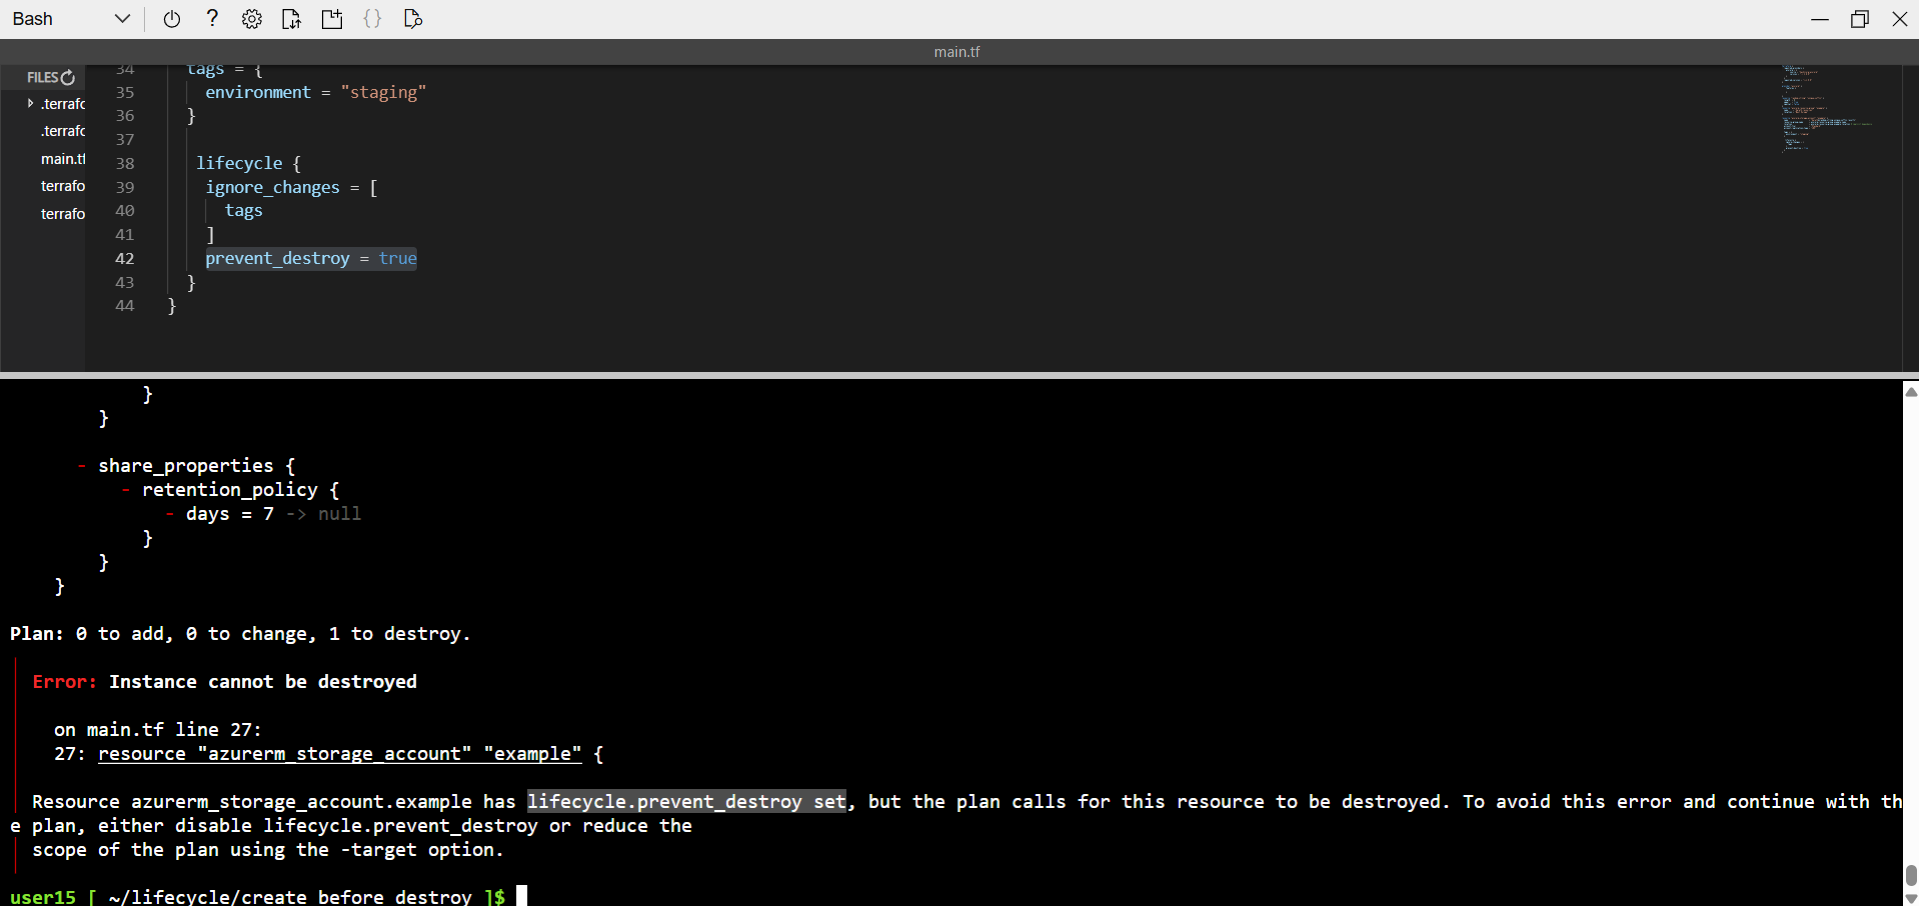 Bash
main.tf
FILES
.terrafo
.terrafo
main.tf
terrafo
terrafo
34 tags = {
35 environment = "staging"
36 }
37
38 lifecycle {
39 ignore_changes = [
40 tags
41 ]
42 prevent_destroy = true
43 }
44 }
}
}
- share_properties {
- retention_policy {
- days = 7 -> null
}
}
}
Plan: 0 to add, 0 to change, 1 to destroy.
Error: Instance cannot be destroyed
on main.tf line 27:
27: resource "azurerm_storage_account" "example" {
Resource azurerm_storage_account.example has lifecycle.prevent_destroy set, but the plan calls for this resource to be destroyed. To avoid this error and continue with th
e plan, either disable lifecycle.prevent_destroy or reduce the
scope of the plan using the -target option.
user15 [ ~/lifecycle/create_before_destroy ]$